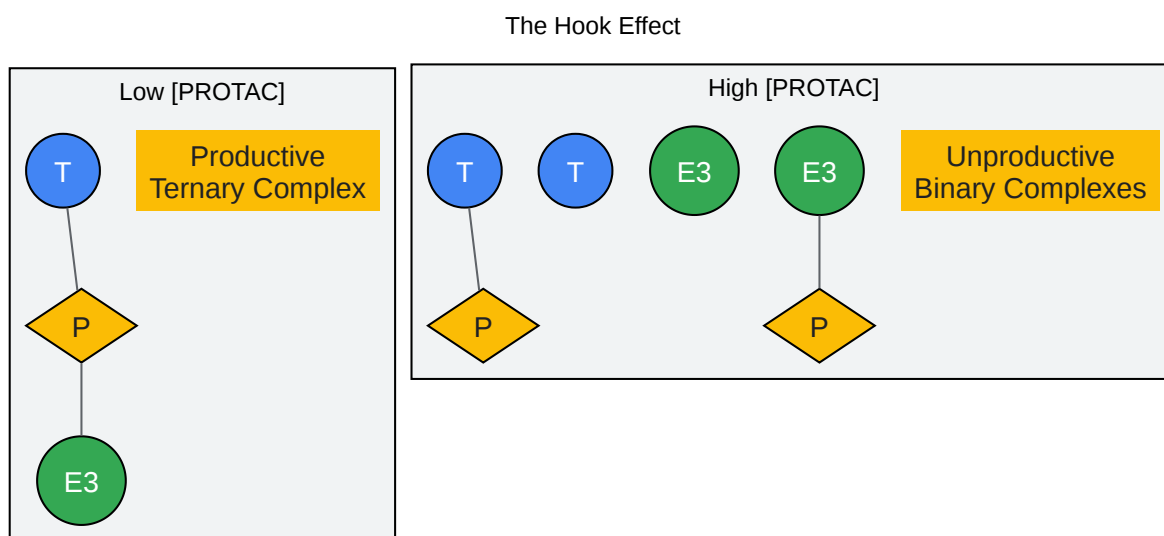 The Hook Effect
Low [PROTAC]
T
Productive
Ternary Complex
P
E3
High [PROTAC]
T
T
E3
E3
Unproductive
Binary Complexes
P
P